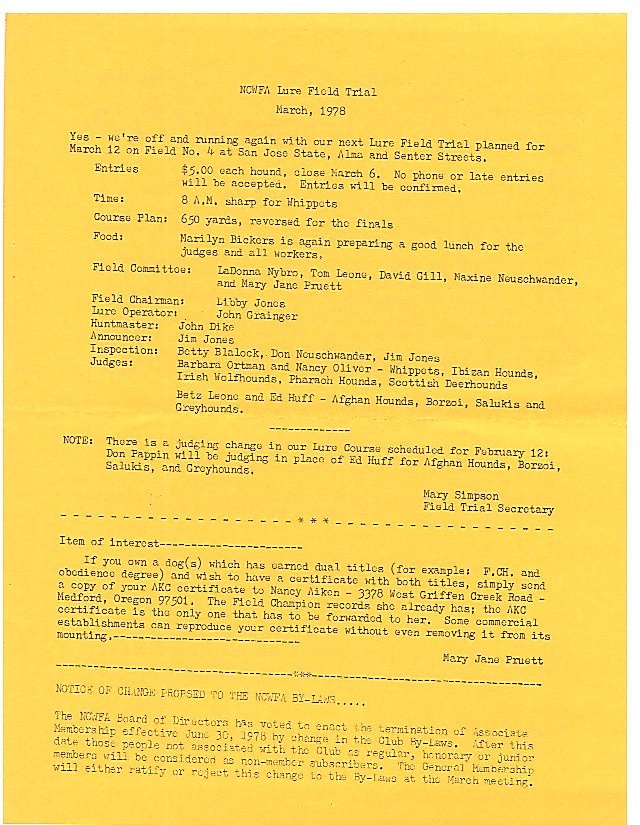 NCWFA Lure Field Trial
March, 1978
Yes - we're off and running again with our next Lure Field Trial planned for
March 12 on Field No. 4 at San Jose State, Alma and Senter Streets.
Entries $5.00 each hound, close March 6. No phone or late entries
will be accepted. Entries will be confirmed.
Time: 8 A.M. sharp for Whippets
Course Plan: 650 yards, reversed for the finals
Food: Marilyn Bickers is again preparing a good lunch for the
judges and all workers,
Field Committee: LaDonna Nybro, Tom Leone, David Gill, Maxine Neuschwander,
and Mary Jane Pruett
Field Chairman: Libby Jones
Lure Operator: John Grainger
Huntmaster: John Dike
Announcer: Jim Jones
Inspection: Betty Blalock, Don Neuschwander, Jim Jones
Judges: Barbara Ortman and Nancy Oliver - Whippets, Ibizan Hounds,
Irish Wolfhounds, Pharaoh Hounds, Scottish Deerhounds
Betz Leone and Ed Huff - Afghan Hounds, Borzoi, Salukis and
Greyhounds.
-------------
NOTE: There is a judging change in our Lure Course scheduled for February 12:
Don Pappin will be judging in place of Ed Huff for Afghan Hounds, Borzoi,
Salukis, and Greyhounds.
Mary Simpson
Field Trial Secretary
- - - - - - - - - - - - - - - - - - * * * - - - - - - - - - - - - - - - - -
Item of interest-----------------------
If you own a dog(s) which has earned dual titles (for example: F.CH. and
obedience degree) and wish to have a certificate with both titles, simply send
a copy of your AKC certificate to Nancy Aiken - 3378 West Griffen Creek Road -
Medford, Oregon 97501. The Field Champion records she already has; the AKC
certificate is the only one that has to be forwarded to her. Some commercial
establishments can reproduce your certificate without even removing it from its
mounting,------------------------------
Mary Jane Pruett
--------------------------------------***-------------------------------------
NOTICE OF CHANGE PROPSED TO THE NCWFA BY-LAWS.....
The NCWFA Board of Directors has voted to enact the termination of Associate
Membership effective June 30, 1978 by change in the Club By-Laws. After this
date those people not associated with the Club as regular, honorary or junior
members will be considered as non-member subscribers. The General Membership
will either ratify or reject this change to the By-Laws at the March meeting.